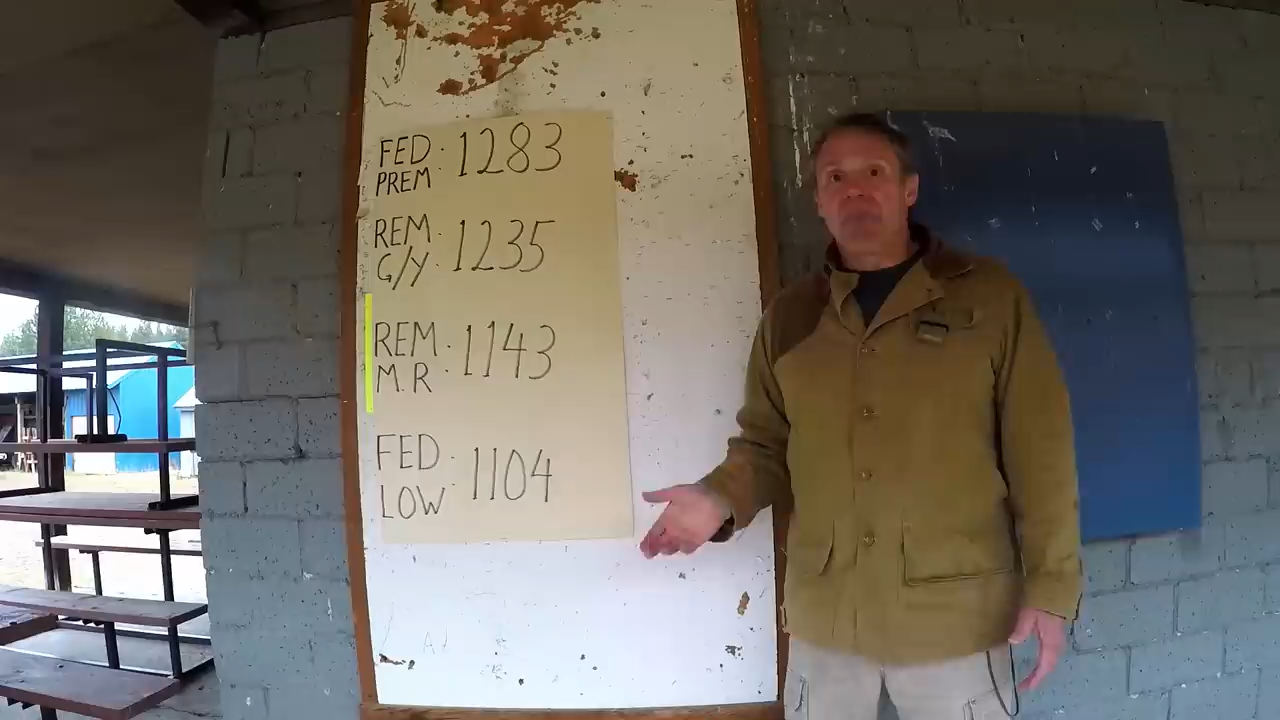 FED. 1283
PREM
REM. 1235
G/Y.
REM. 1143
M.R
FED. 1104
LOW